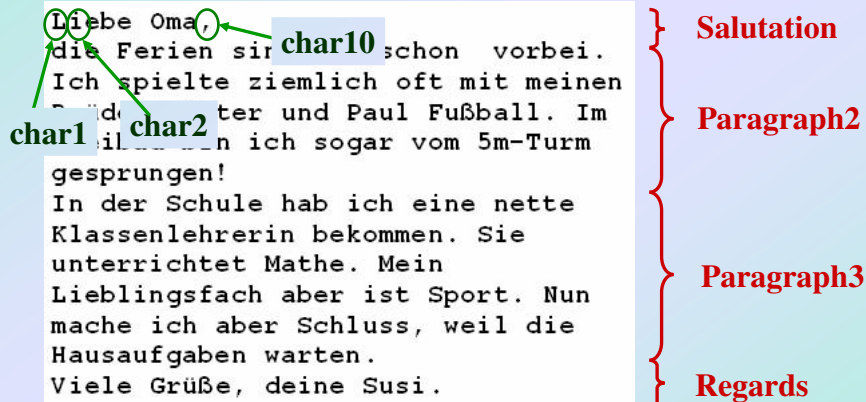 Liebe Oma,
char10
die Ferien schon vorbei.
Ich spielte ziemlich oft mit meinen
und Paul Fußball. Im
char1
char2
ich sogar vom 5m-Turm
gesprungen!
In der Schule hab ich eine nette
Klassenlehrerin bekommen. Sie
unterrichtet Mathe. Mein
Lieblingsfach aber ist Sport. Nun
mache ich aber Schluss, weil die
Hausaufgaben warten.
Viele Grüße, deine Susi.
Salutation
Paragraph2
Paragraph3
Regards